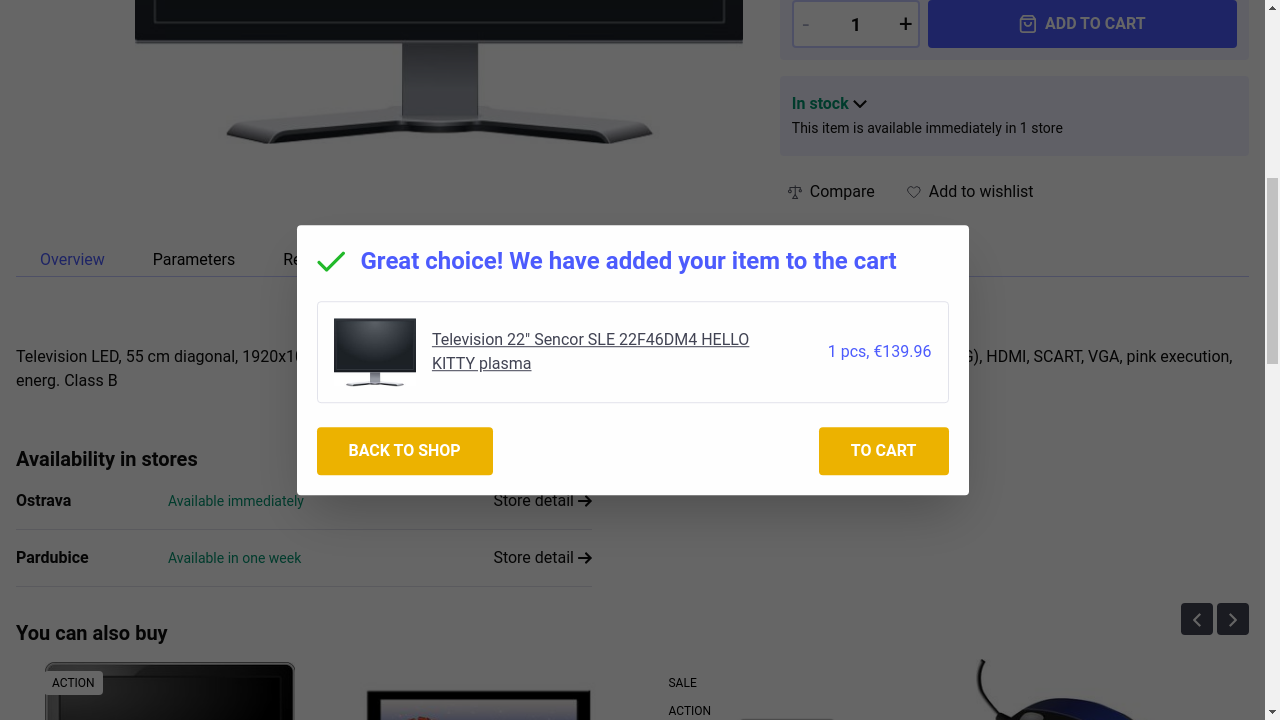 - 1 +
ADD TO CART
In stock
This item is available immediately in 1 store
Compare
Add to wishlist
Overview
Parameters
Great choice! We have added your item to the cart
Television 22" Sencor SLE 22F46DM4 HELLO
KITTY plasma
1 pcs, €139.96
BACK TO SHOP
TO CART
Television LED, 55 cm diagonal, HDMI, SCART, VGA, pink execution,
energ. Class B
Availability in stores
Ostrava
Available immediately
Store detail
Pardubice
Available in one week
Store detail
You can also buy
ACTION
SALE
ACTION